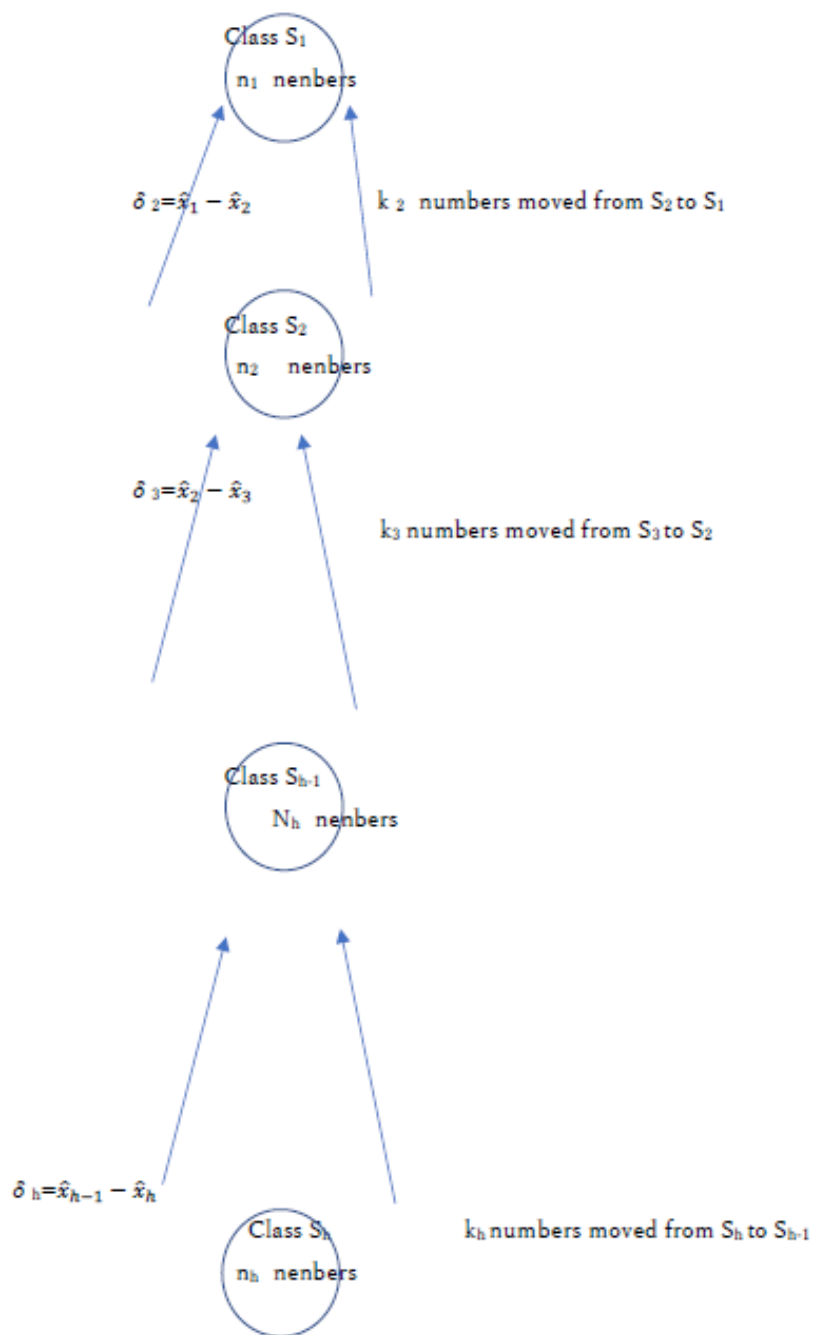 Class S₁
n₁ nenbers
δ ₂=x̂₁ − x̂₂
k ₂ numbers moved from S₂ to S₁
Class S₂
n₂ nenbers
δ ₃=x̂₂ − x̂₃
k₃ numbers moved from S₃ to S₂
Class Sₕ₋₁
Nₕ nenbers
δ ₕ=x̂ₕ₋₁ − x̂ₕ
Class Sₕ
kₕ numbers moved from Sₕ to Sₕ₋₁
nₕ nenbers